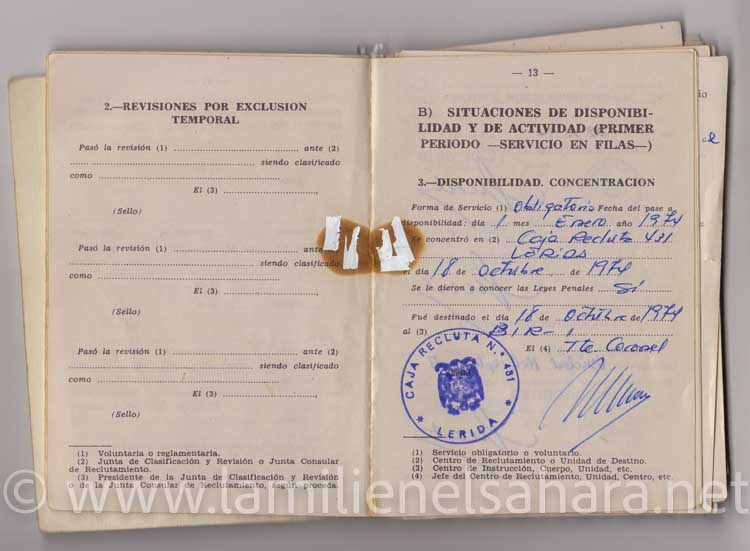 2.—REVISIONES POR EXCLUSION
TEMPORAL
Pasó la revisión (1) ante (2)
siendo clasificado
como
El (3)
(Sello)
Pasó la revisión (1) ante (2)
siendo clasificado
como
El (3)
(Sello)
Pasó la revisión (1) ante (2)
siendo clasificado
como
El (3)
(Sello)
(1) Voluntaria o reglamentaria.
(2) Junta de Clasificación y Revisión o Junta Consular
de Reclutamiento.
(3) Presidente de la Junta de Clasificación y Revisión
o de la Junta Consular de Reclutamiento, según proceda.
— 13 —
B) SITUACIONES DE DISPONIBI-
LIDAD Y DE ACTIVIDAD (PRIMER
PERIODO —SERVICIO EN FILAS—)
3.—DISPONIBILIDAD. CONCENTRACION
Forma de Servicio (1) Obligatorio Fecha del pase a
disponibilidad: día 1 mes Enero año 1974
Se concentró en (2) Caja Recluta 431
LERIDA
el día 18 de Octubre de 1974
Se le dieron a conocer las Leyes Penales Sí
Fué destinado el día 18 de Octubre de 1974
al (3) B.I.R-1
El (4) Tte Coronel
CAJA RECLUTA N.º 431
* LERIDA *
(1) Servicio obligatorio o voluntario.
(2) Centro de Reclutamiento o Unidad de Destino.
(3) Centro de Instrucción, Cuerpo, Unidad, etc.
(4) Jefe del Centro de Reclutamiento, Unidad, Centro, etc.
© www.lamilienelsahara.net